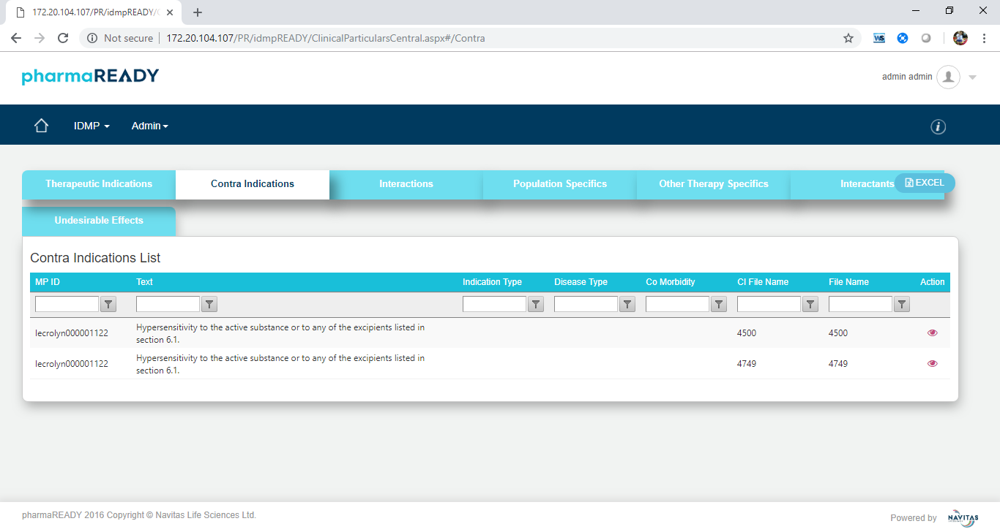 172.20.104.107/PR/idmpREADY/C
Not secure
172.20.104.107/PR/idmpREADY/ClinicalParticularsCentral.aspx#/Contra
WS
pharmaREADY
admin admin
IDMP
Admin
i
Therapeutic Indications
Contra Indications
Interactions
Population Specifics
Other Therapy Specifics
Interactants
EXCEL
Undesirable Effects
Contra Indications List
MP ID Text Indication Type Disease Type Co Morbidity CI File Name File Name Action
lecrolyn000001122 Hypersensitivity to the active substance or to any of the excipients listed in 4500 4500
section 6.1.
lecrolyn000001122 Hypersensitivity to the active substance or to any of the excipients listed in 4749 4749
section 6.1.
pharmaREADY 2016 Copyright © Navitas Life Sciences Ltd.
Powered by NAVITAS